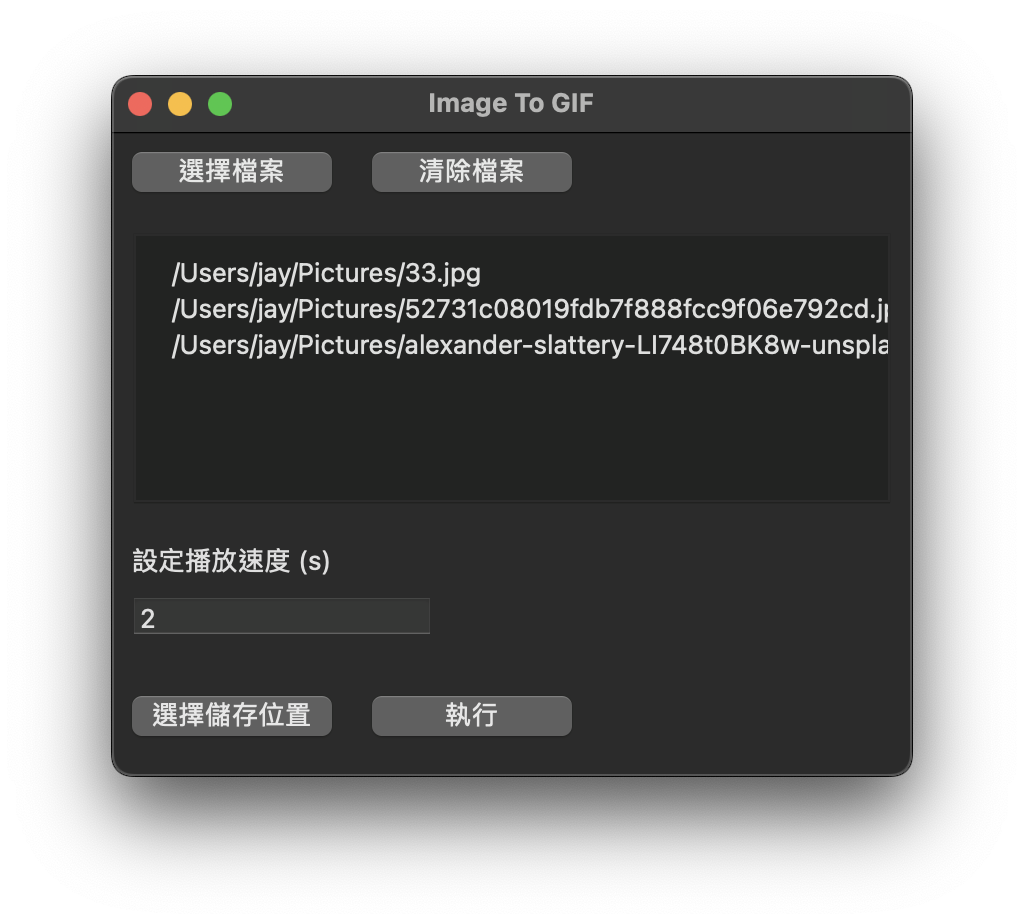 Image To GIF
選擇檔案 清除檔案
/Users/jay/Pictures/33.jpg
/Users/jay/Pictures/52731c08019fdb7f888fcc9f06e792cd.jp
/Users/jay/Pictures/alexander-slattery-LI748t0BK8w-unspla
設定播放速度 (s)
2
選擇儲存位置 執行